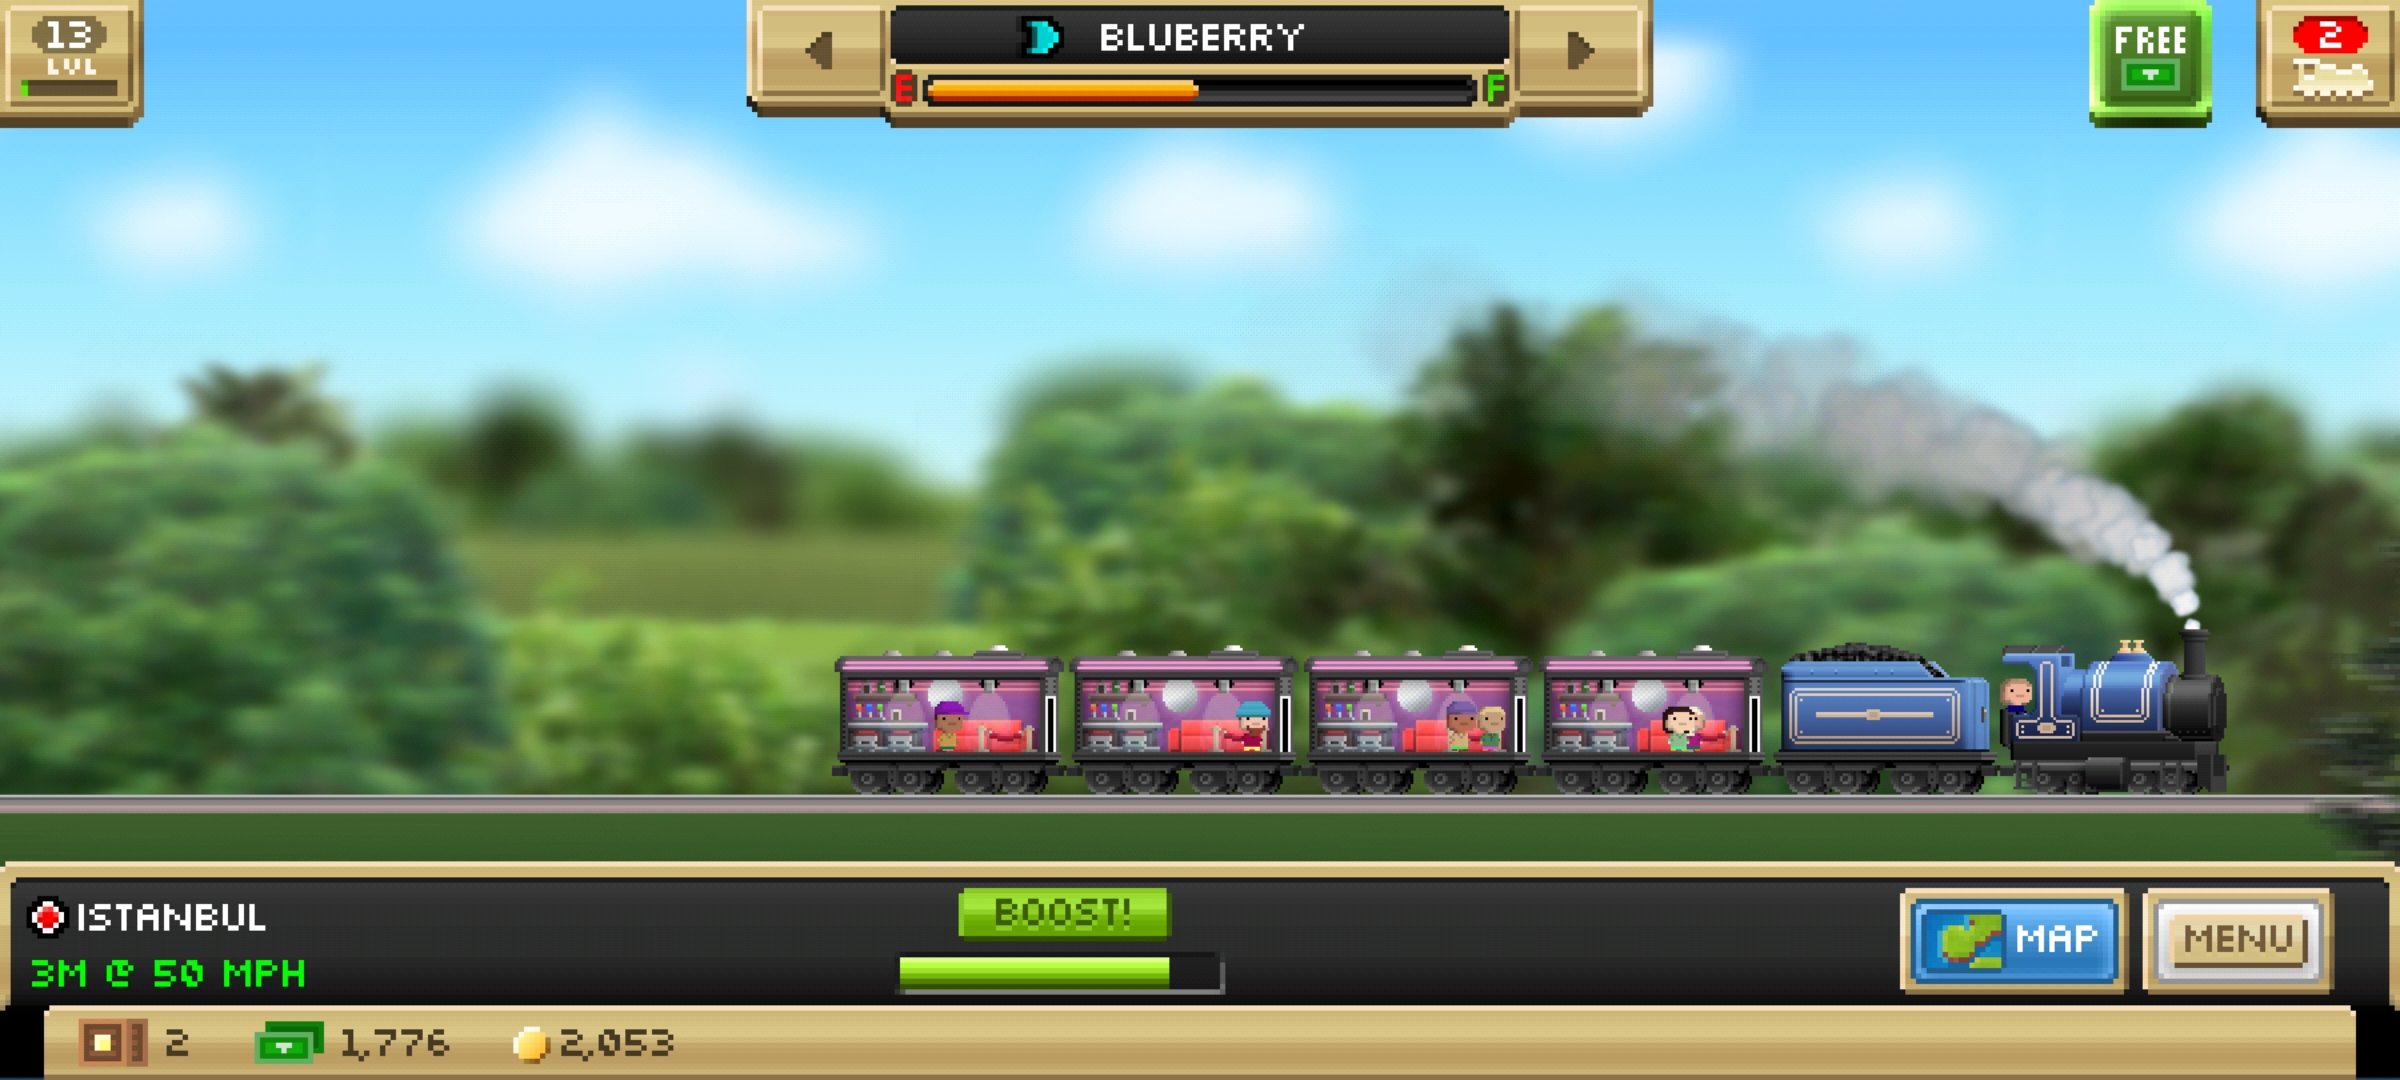 13
LVL
BLUBERRY
E F
FREE
2
ISTANBUL
3M @ 50 MPH
BOOST!
MAP
MENU
2 1,776 2,053